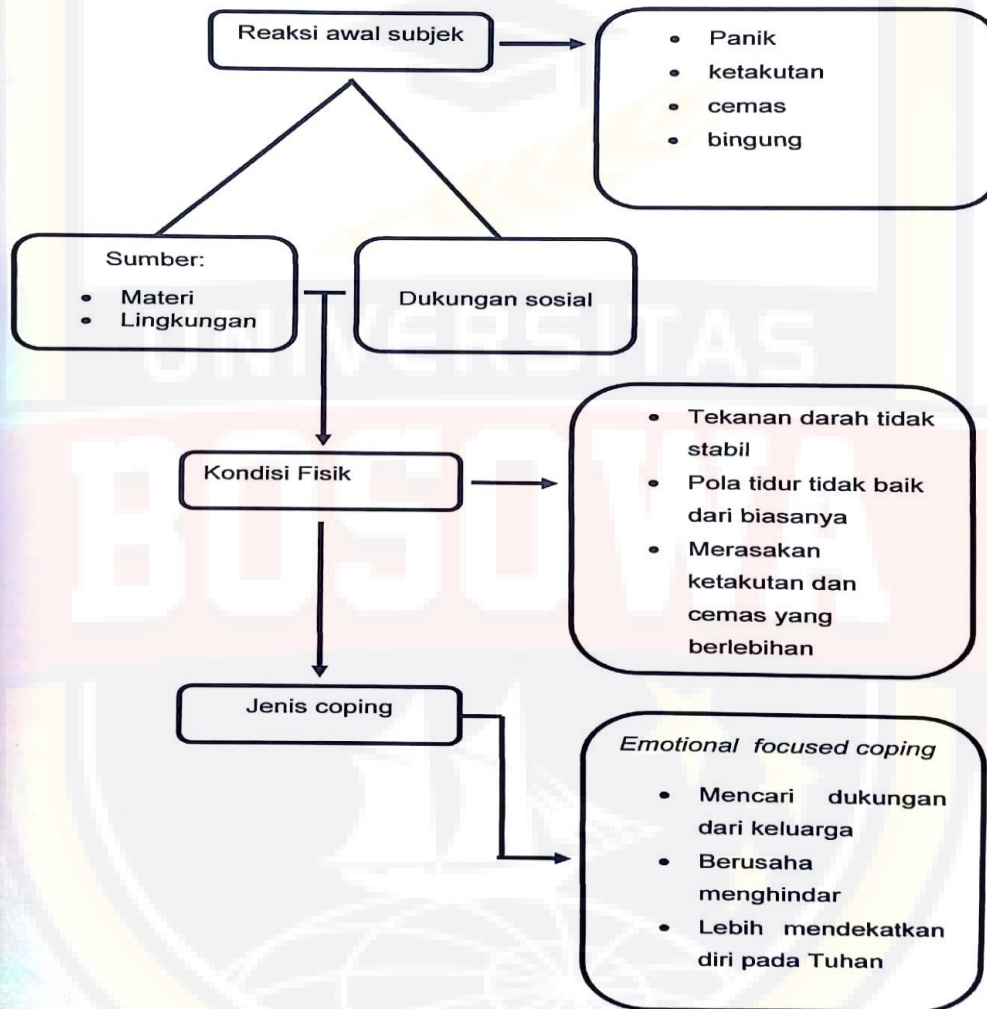 Reaksi awal subjek
• Panik
• ketakutan
• cemas
• bingung
Sumber:
• Materi
• Lingkungan
Dukungan sosial
UNIVERSITAS
• Tekanan darah tidak
stabil
• Pola tidur tidak baik
dari biasanya
• Merasakan
ketakutan dan
cemas yang
berlebihan
Kondisi Fisik
BOSOWA
Jenis coping
Emotional focused coping
• Mencari dukungan
dari keluarga
• Berusaha
menghindar
• Lebih mendekatkan
diri pada Tuhan